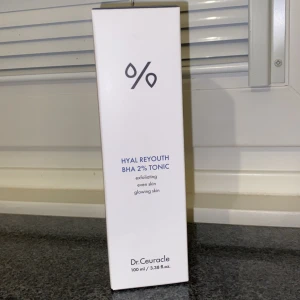 %
HYAL REYOUTH
BHA 2% TONIC
exfoliating
even skin
glowing skin
Dr.Ceuracle
100 ml / 3.38 fl.oz.